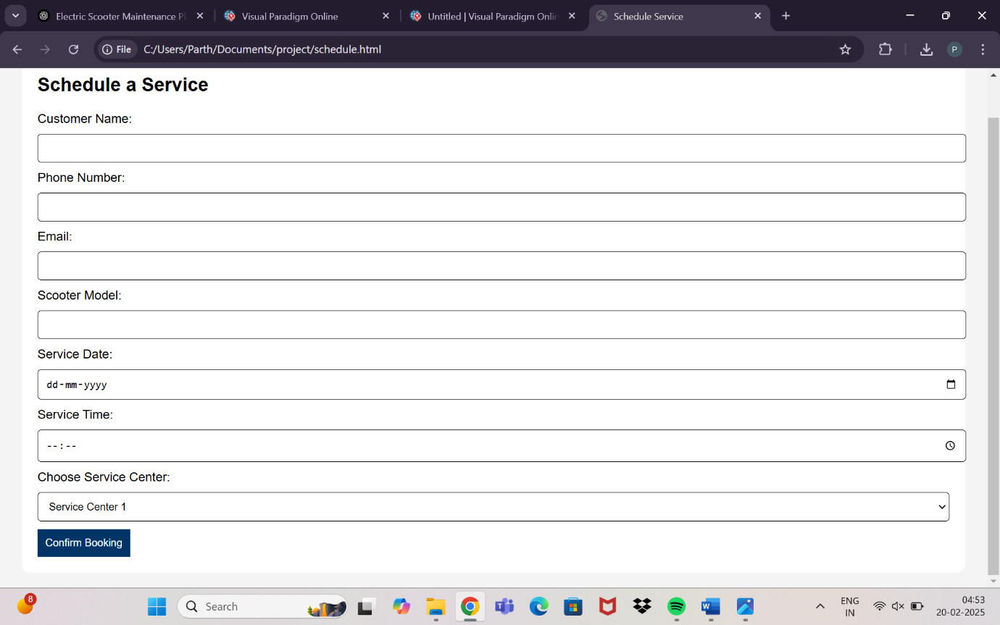 Electric Scooter Maintenance Pl
Visual Paradigm Online
Untitled | Visual Paradigm Onlin
Schedule Service
File
C:/Users/Parth/Documents/project/schedule.html
P
Schedule a Service
Customer Name:
Phone Number:
Email:
Scooter Model:
Service Date:
dd-mm-yyyy
Service Time:
--:--
Choose Service Center:
Service Center 1
Confirm Booking
8
Search
T
W
ENG
IN
04:53
20-02-2025